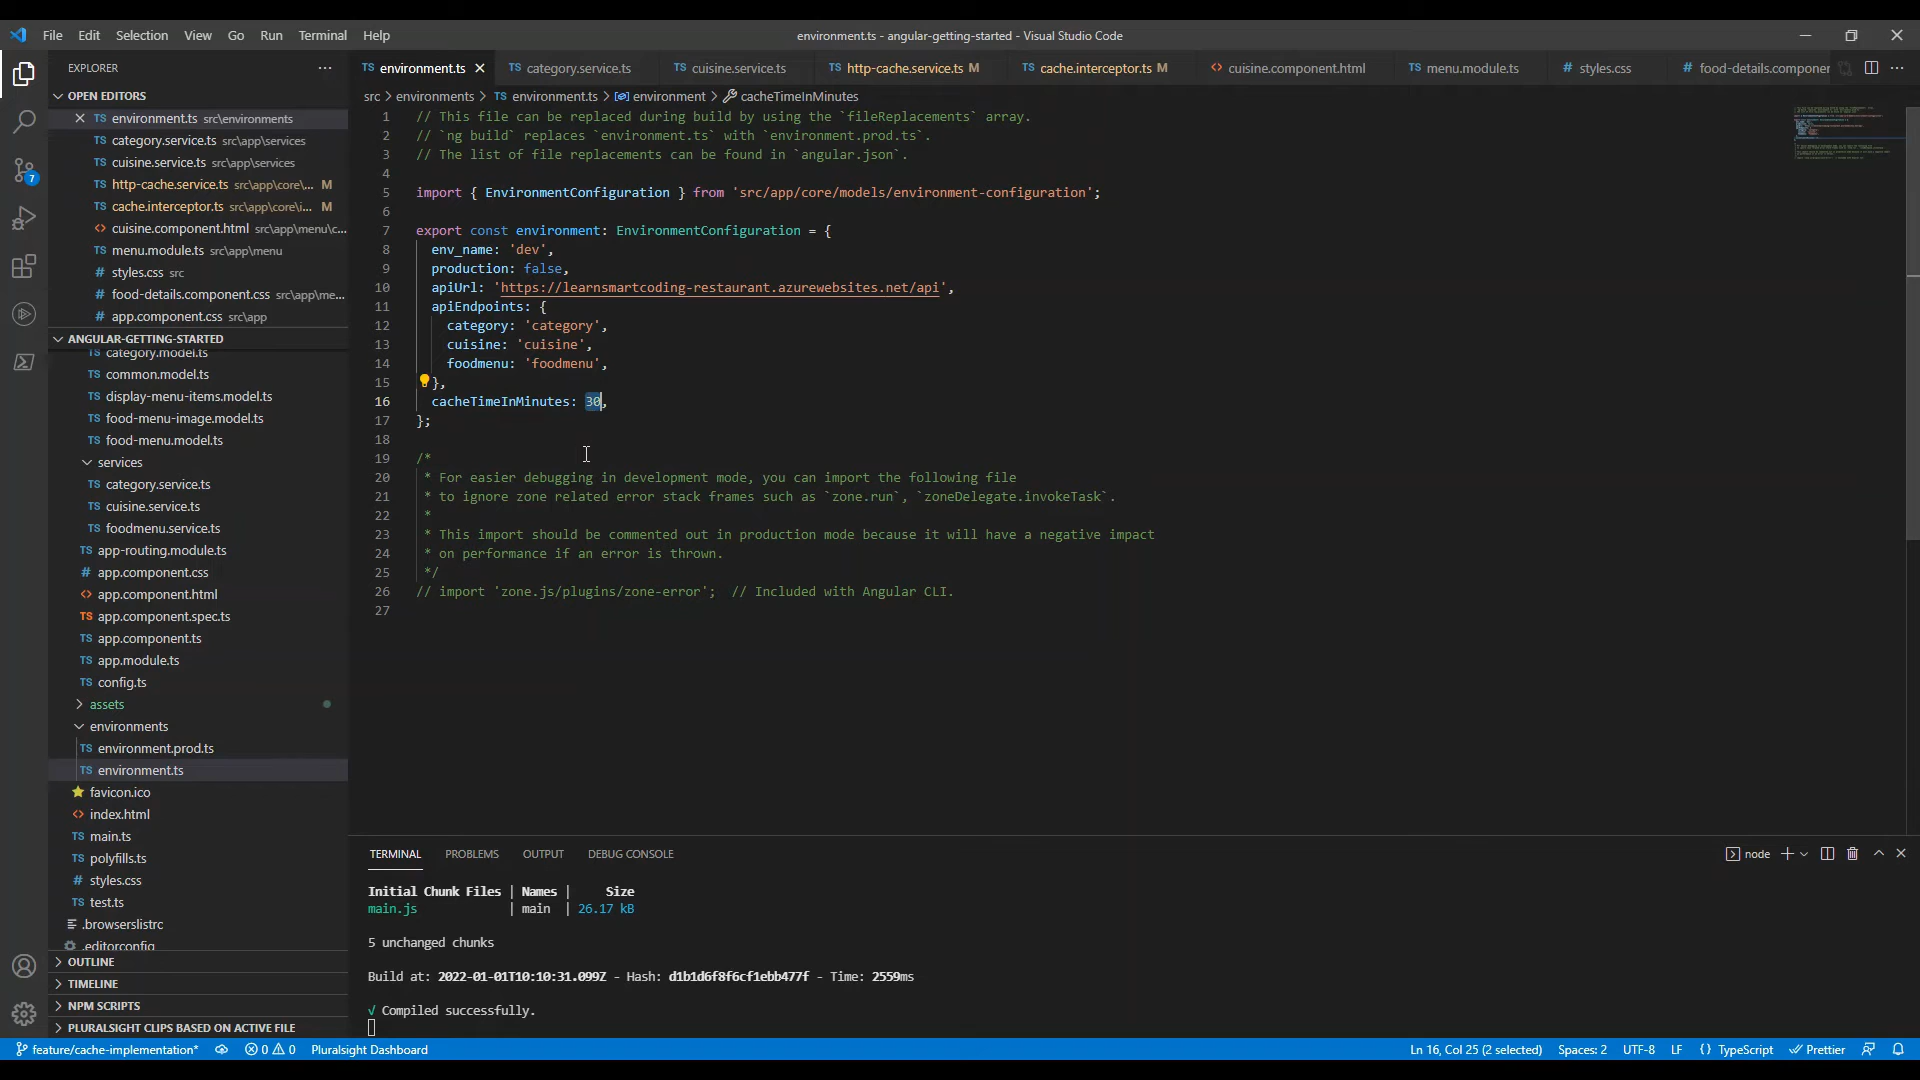 File Edit Selection View Go Run Terminal Help
environment.ts - angular-getting-started - Visual Studio Code
EXPLORER
environment.ts
category.service.ts
cuisine.service.ts
http-cache.service.ts M
cache.interceptor.ts M
cuisine.component.html
menu.module.ts
styles.css
food-details.componer
OPEN EDITORS
environment.ts src\environments
category.service.ts src\app\services
cuisine.service.ts src\app\services
http-cache.service.ts src\app\core\... M
cache.interceptor.ts src\app\core\i... M
cuisine.component.html src\app\menu\c...
menu.module.ts src\app\menu
styles.css src
food-details.component.css src\app\me...
app.component.css src\app
ANGULAR-GETTING-STARTED
category.model.ts
common.model.ts
display-menu-items.model.ts
food-menu-image.model.ts
food-menu.model.ts
services
category.service.ts
cuisine.service.ts
foodmenu.service.ts
app-routing.module.ts
app.component.css
app.component.html
app.component.spec.ts
app.component.ts
app.module.ts
config.ts
assets
environments
environment.prod.ts
environment.ts
favicon.ico
index.html
main.ts
polyfills.ts
styles.css
test.ts
.browserslistrc
.editorconfig
OUTLINE
TIMELINE
NPM SCRIPTS
PLURALSIGHT CLIPS BASED ON ACTIVE FILE
src > environments > TS environment.ts > environment > cacheTimeInMinutes
1 // This file can be replaced during build by using the `fileReplacements` array.
2 // `ng build` replaces `environment.ts` with `environment.prod.ts`.
3 // The list of file replacements can be found in `angular.json`.
4
5 import { EnvironmentConfiguration } from 'src/app/core/models/environment-configuration';
6
7 export const environment: EnvironmentConfiguration = {
8 env_name: 'dev',
9 production: false,
10 apiUrl: 'https://learnsmartcoding-restaurant.azurewebsites.net/api',
11 apiEndpoints: {
12 category: 'category',
13 cuisine: 'cuisine',
14 foodmenu: 'foodmenu',
15 },
16 cacheTimeInMinutes: 30,
17 };
18
19 /*
20 * For easier debugging in development mode, you can import the following file
21 * to ignore zone related error stack frames such as `zone.run`, `zoneDelegate.invokeTask`.
22 *
23 * This import should be commented out in production mode because it will have a negative impact
24 * on performance if an error is thrown.
25 */
26 // import 'zone.js/plugins/zone-error';  // Included with Angular CLI.
27
TERMINAL PROBLEMS OUTPUT DEBUG CONSOLE
node
Initial Chunk Files | Names | Size
main.js | main | 26.17 kB
5 unchanged chunks
Build at: 2022-01-01T10:10:31.099Z - Hash: d1b1d6f8f6cf1ebb477f - Time: 2559ms
√ Compiled successfully.
feature/cache-implementation* 0 0 Pluralsight Dashboard
Ln 16, Col 25 (2 selected) Spaces: 2 UTF-8 LF { } TypeScript Prettier
7